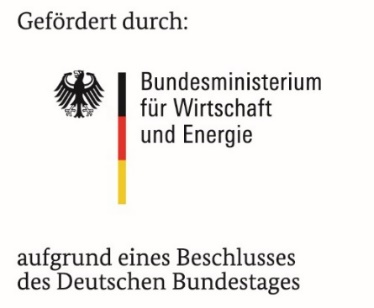 Gefördert durch:
Bundesministerium
für Wirtschaft
und Energie
aufgrund eines Beschlusses
des Deutschen Bundestages